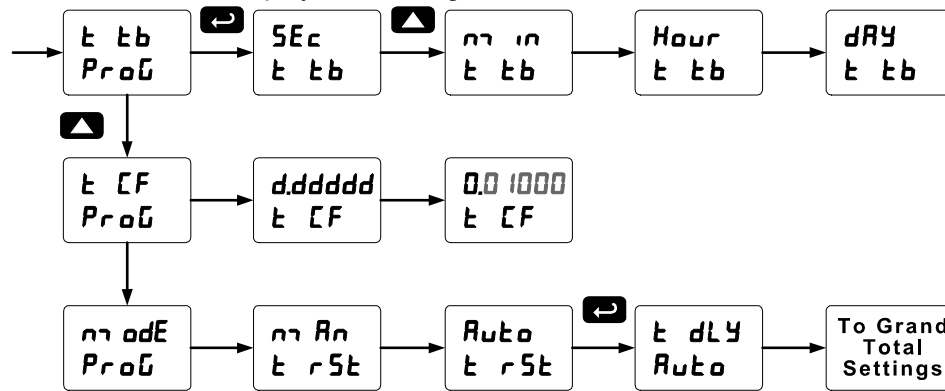 t tb
ProG
SEc
t tb
min
t tb
Hour
t tb
dAY
t tb
t CF
ProG
d.ddddd
t CF
0.01000
t CF
modE
ProG
mAn
t rSt
Auto
t rSt
t dLY
Auto
To Grand
Total
Settings